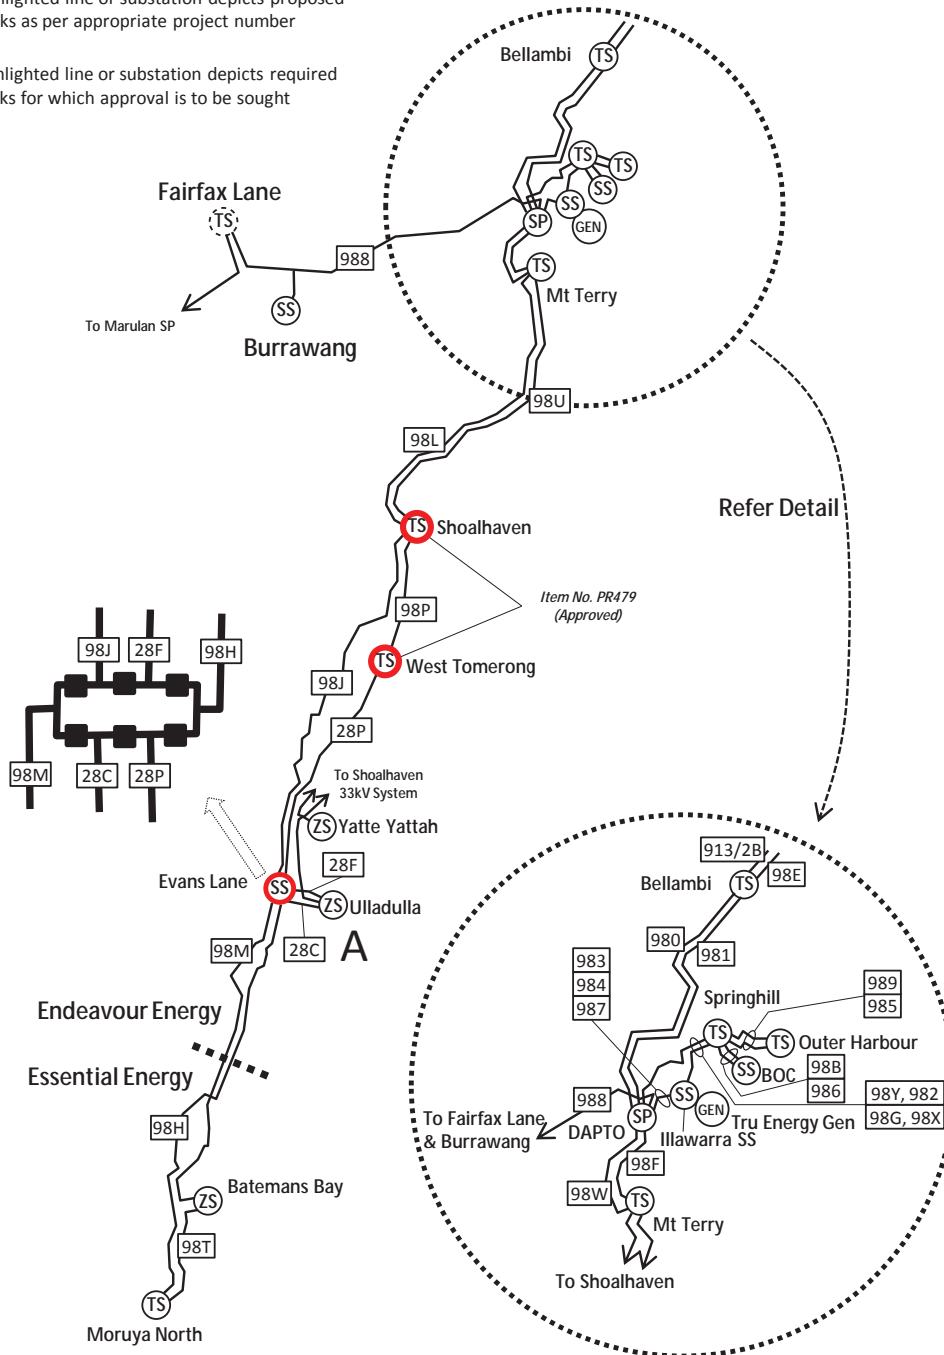 lighted line or substation depicts proposed
ks as per appropriate project number
lighted line or substation depicts required
ks for which approval is to be sought
Bellambi
TS
TS
TS
SS
SS
GEN
SP
Fairfax Lane
TS
988
TS
Mt Terry
SS
To Marulan SP
Burrawang
98U
98L
Refer Detail
TS Shoalhaven
Item No. PR479
(Approved)
98P
TS West Tomerong
98J
28F
98H
98J
28P
98M
28C
28P
To Shoalhaven
33kV System
ZS Yatte Yattah
28F
Evans Lane
SS
ZS Ulladulla
98M
28C
A
Endeavour Energy
Essential Energy
98H
Batemans Bay
ZS
98T
TS
Moruya North
913/2B
98E
Bellambi
TS
980
981
983
984
987
989
985
Springhill
TS
TS
Outer Harbour
SS
BOC
98B
986
98Y, 982
98G, 98X
988
SS
GEN
Tru Energy Gen
SP
To Fairfax Lane
& Burrawang
DAPTO
Illawarra SS
98F
98W
TS
Mt Terry
To Shoalhaven